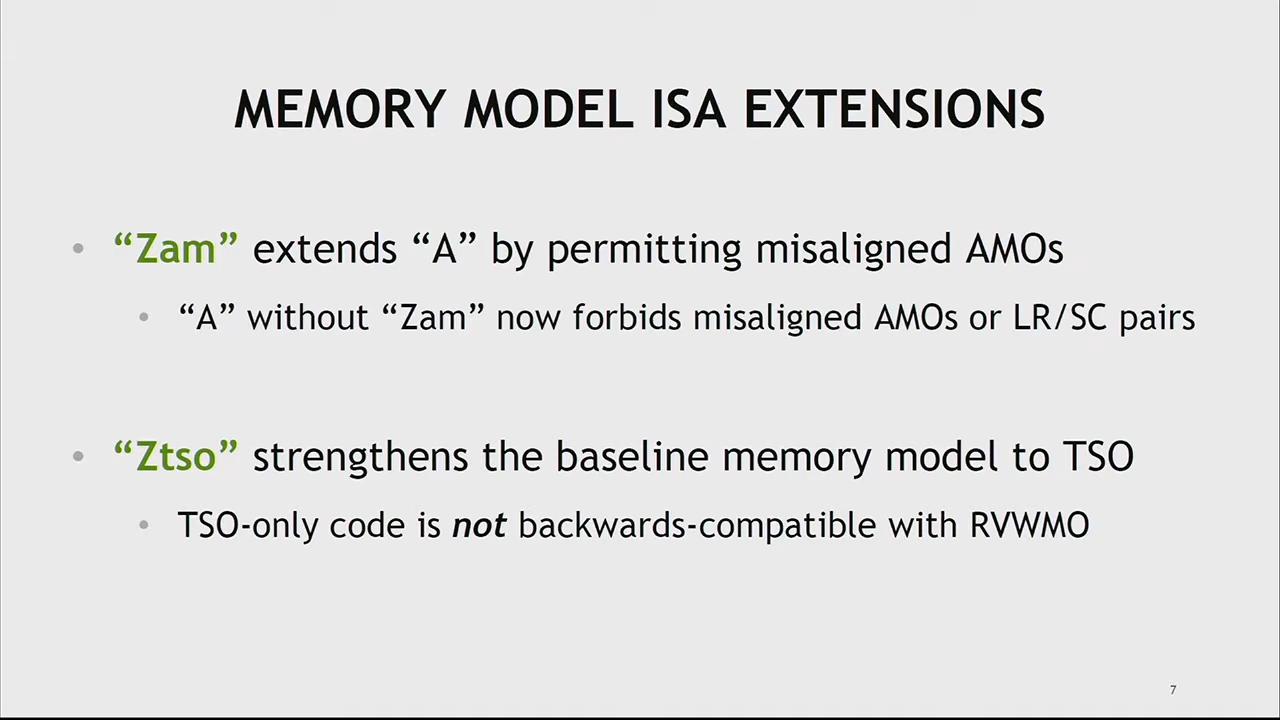 MEMORY MODEL ISA EXTENSIONS
• “Zam” extends “A” by permitting misaligned AMOs
• “A” without “Zam” now forbids misaligned AMOs or LR/SC pairs
• “Ztso” strengthens the baseline memory model to TSO
• TSO-only code is not backwards-compatible with RVWMO
7